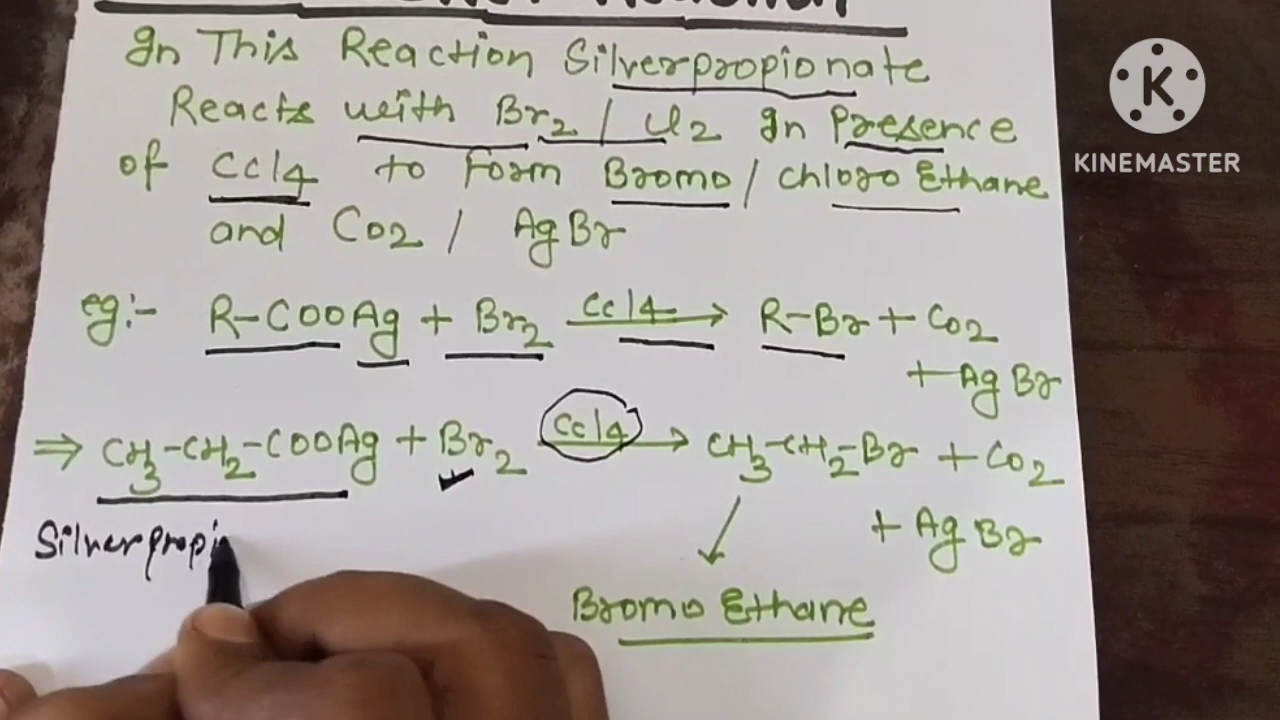 In This Reaction Silverpropionate
Reacts with Br2 / Cl2 In Presence
of CCl4 to Form Bromo / chloro Ethane
and CO2 / AgBr
eg:- R-COOAg + Br2 CCl4 → R-Br + CO2
+ AgBr
⇒ CH3-CH2-COOAg + Br2 CCl4 → CH3-CH2-Br + CO2
+ AgBr
Silverpropi
Bromo Ethane
KINEMASTER